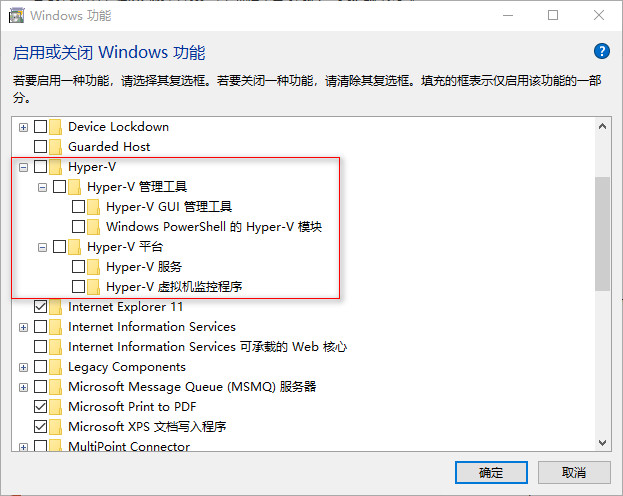 Windows 功能
启用或关闭 Windows 功能
若要启用一种功能，请选择其复选框。若要关闭一种功能，请清除其复选框。填充的框表示仅启用该功能的一部
分。
Device Lockdown
Guarded Host
Hyper-V
Hyper-V 管理工具
Hyper-V GUI 管理工具
Windows PowerShell 的 Hyper-V 模块
Hyper-V 平台
Hyper-V 服务
Hyper-V 虚拟机监控程序
Internet Explorer 11
Internet Information Services
Internet Information Services 可承载的 Web 核心
Legacy Components
Microsoft Message Queue (MSMQ) 服务器
Microsoft Print to PDF
Microsoft XPS 文档写入程序
MultiPoint Connector
确定 取消